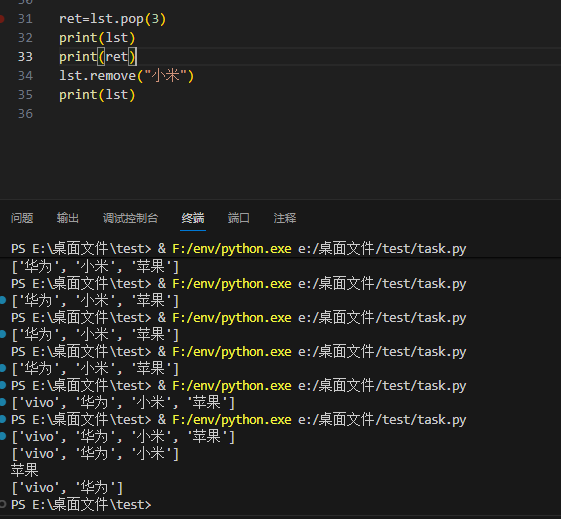 31 ret=lst.pop(3)
32 print(lst)
33 print(ret)
34 lst.remove("小米")
35 print(lst)
36
问题 输出 调试控制台 终端 端口 注释
PS E:\桌面文件\test> & F:/env/python.exe e:/桌面文件/test/task.py
['华为', '小米', '苹果']
PS E:\桌面文件\test> & F:/env/python.exe e:/桌面文件/test/task.py
['华为', '小米', '苹果']
PS E:\桌面文件\test> & F:/env/python.exe e:/桌面文件/test/task.py
['华为', '小米', '苹果']
PS E:\桌面文件\test> & F:/env/python.exe e:/桌面文件/test/task.py
['华为', '小米', '苹果']
PS E:\桌面文件\test> & F:/env/python.exe e:/桌面文件/test/task.py
['vivo', '华为', '小米', '苹果']
PS E:\桌面文件\test> & F:/env/python.exe e:/桌面文件/test/task.py
['vivo', '华为', '小米', '苹果']
['vivo', '华为', '小米']
苹果
['vivo', '华为']
PS E:\桌面文件\test>